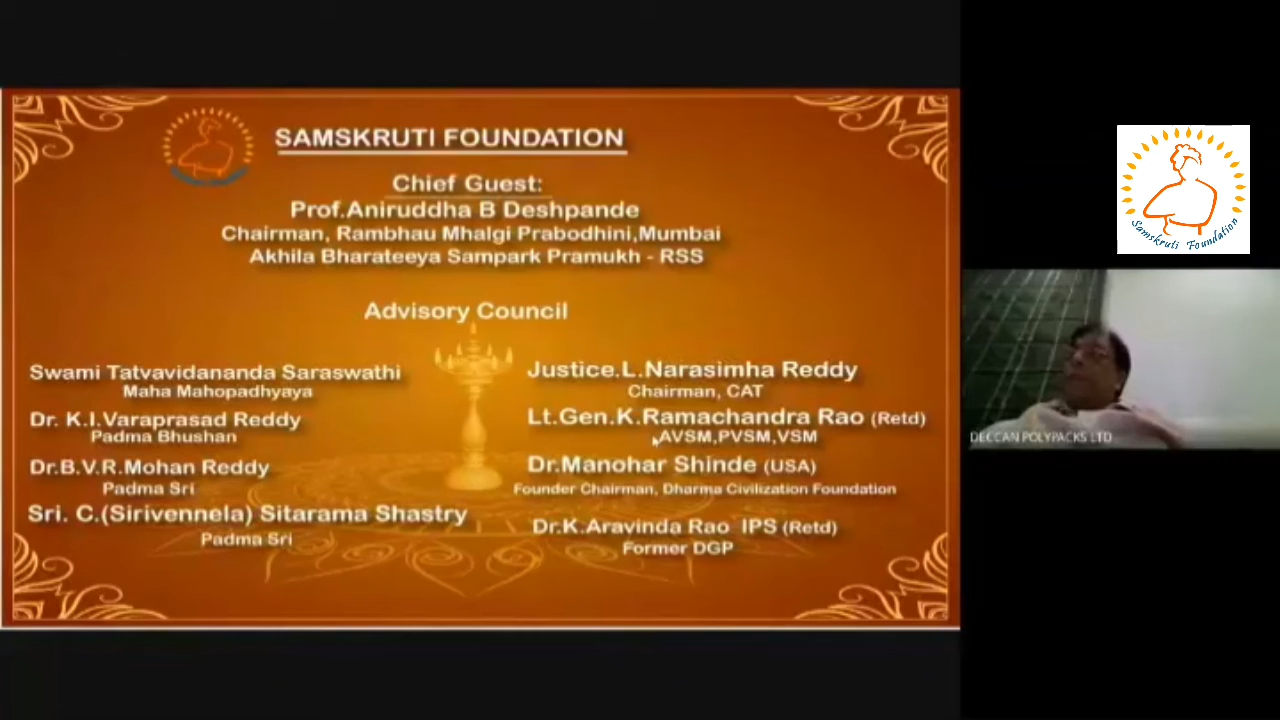 SAMSKRUTI FOUNDATION
Chief Guest:
Prof.Aniruddha B Deshpande
Chairman, Rambhau Mhalgi Prabodhini,Mumbai
Akhila Bharateeya Sampark Pramukh - RSS
Advisory Council
Swami Tatvavidananda Saraswathi
Maha Mahopadhyaya
Dr. K.I.Varaprasad Reddy
Padma Bhushan
Dr.B.V.R.Mohan Reddy
Padma Sri
Sri. C.(Sirivennela) Sitarama Shastry
Padma Sri
Justice.L.Narasimha Reddy
Chairman, CAT
Lt.Gen.K.Ramachandra Rao (Retd)
AVSM,PVSM,VSM
Dr.Manohar Shinde (USA)
Founder Chairman, Dharma Civilization Foundation
Dr.K.Aravinda Rao IPS (Retd)
Former DGP
Samskruti Foundation
DECCAN POLYPACKS LTD